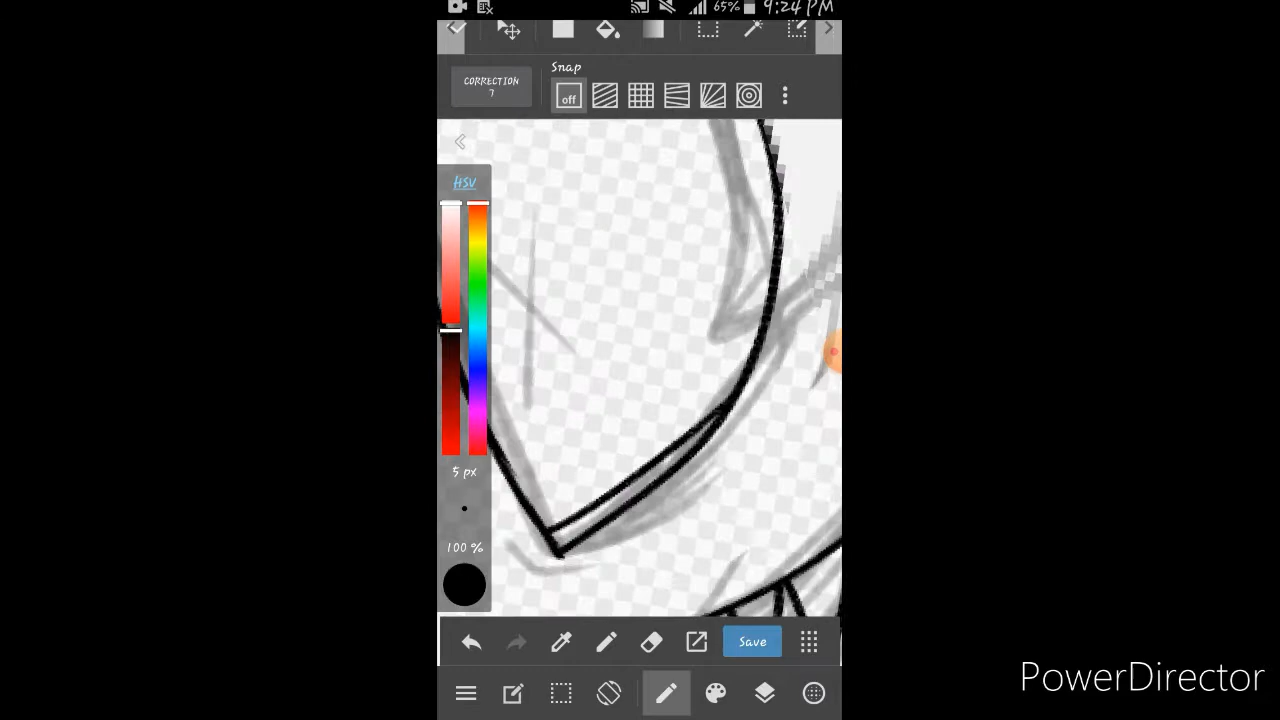 65% 9:24 PM
Snap
CORRECTION
7
off
HSV
5 px
100 %
Save
PowerDirector